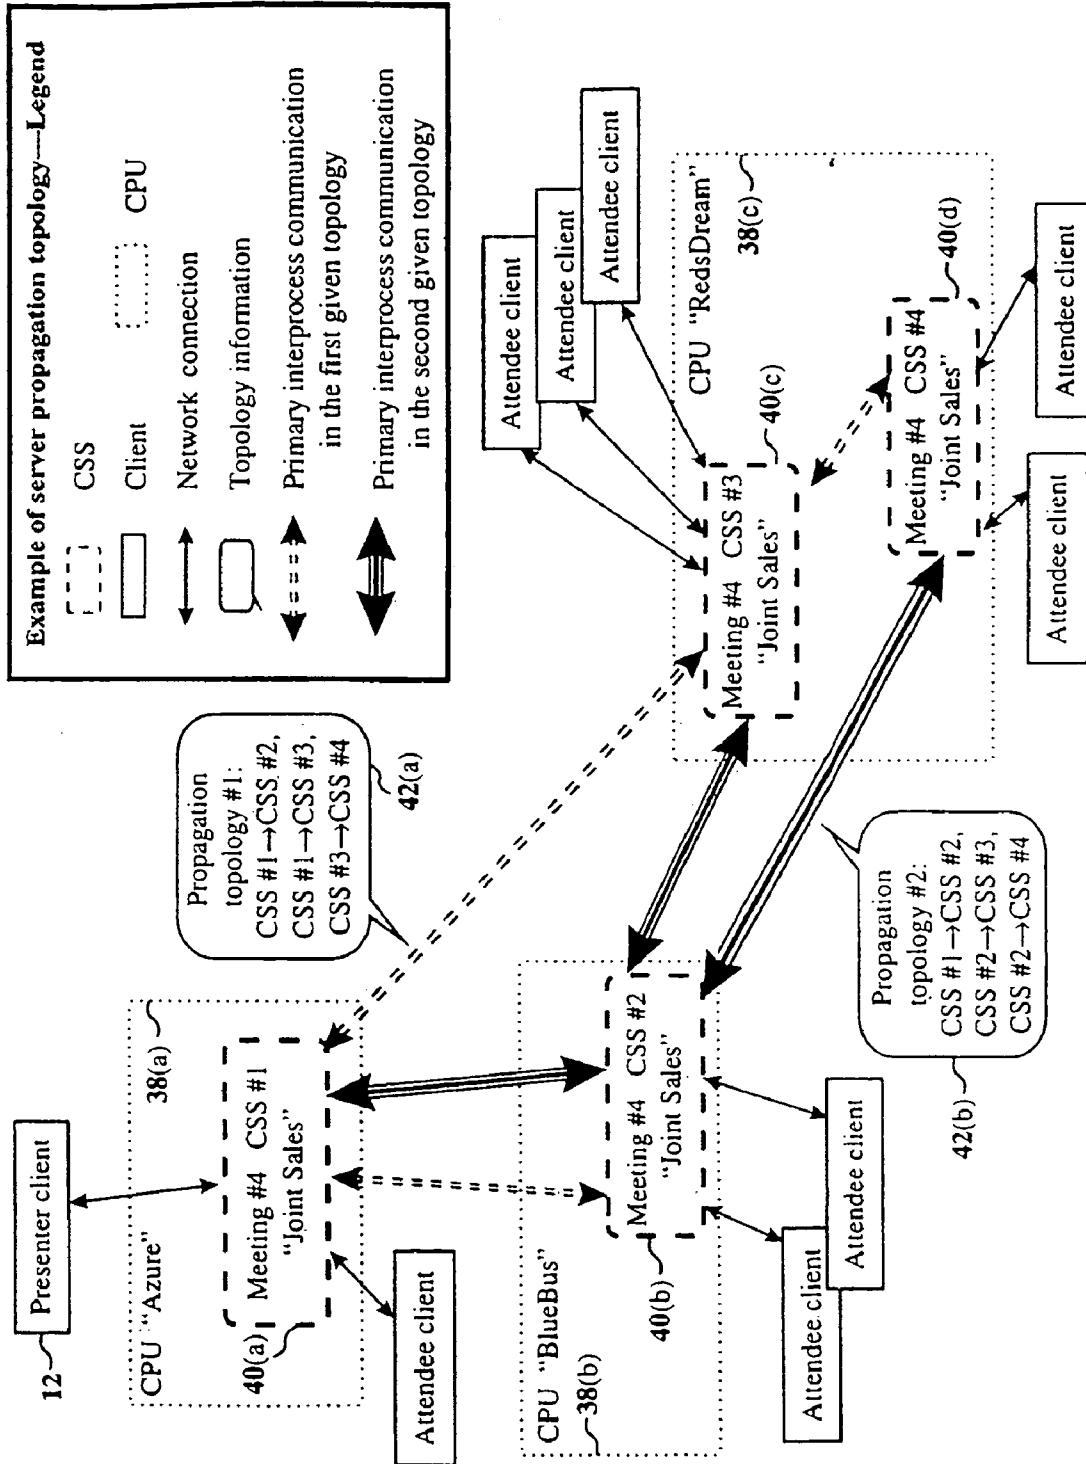 Example of server propagation topology—Legend
CSS
Client
CPU
Network connection
Topology information
Primary interprocess communication
in the first given topology
Primary interprocess communication
in the second given topology
12
Presenter client
CPU "Azure"
38(a)
Meeting #4 CSS #1
"Joint Sales"
40(a)
Attendee client
Propagation
topology #1:
CSS #1→CSS #2,
CSS #1→CSS #3,
CSS #3→CSS #4
42(a)
CPU "BlueBus"
38(b)
Meeting #4 CSS #2
"Joint Sales"
40(b)
Attendee client
Attendee client
Propagation
topology #2:
CSS #1→CSS #2,
CSS #2→CSS #3,
CSS #2→CSS #4
42(b)
Attendee client
Attendee client
Attendee client
CPU "RedsDream"
38(c)
Meeting #4 CSS #3
"Joint Sales"
40(c)
Meeting #4 CSS #4
"Joint Sales"
40(d)
Attendee client
Attendee client